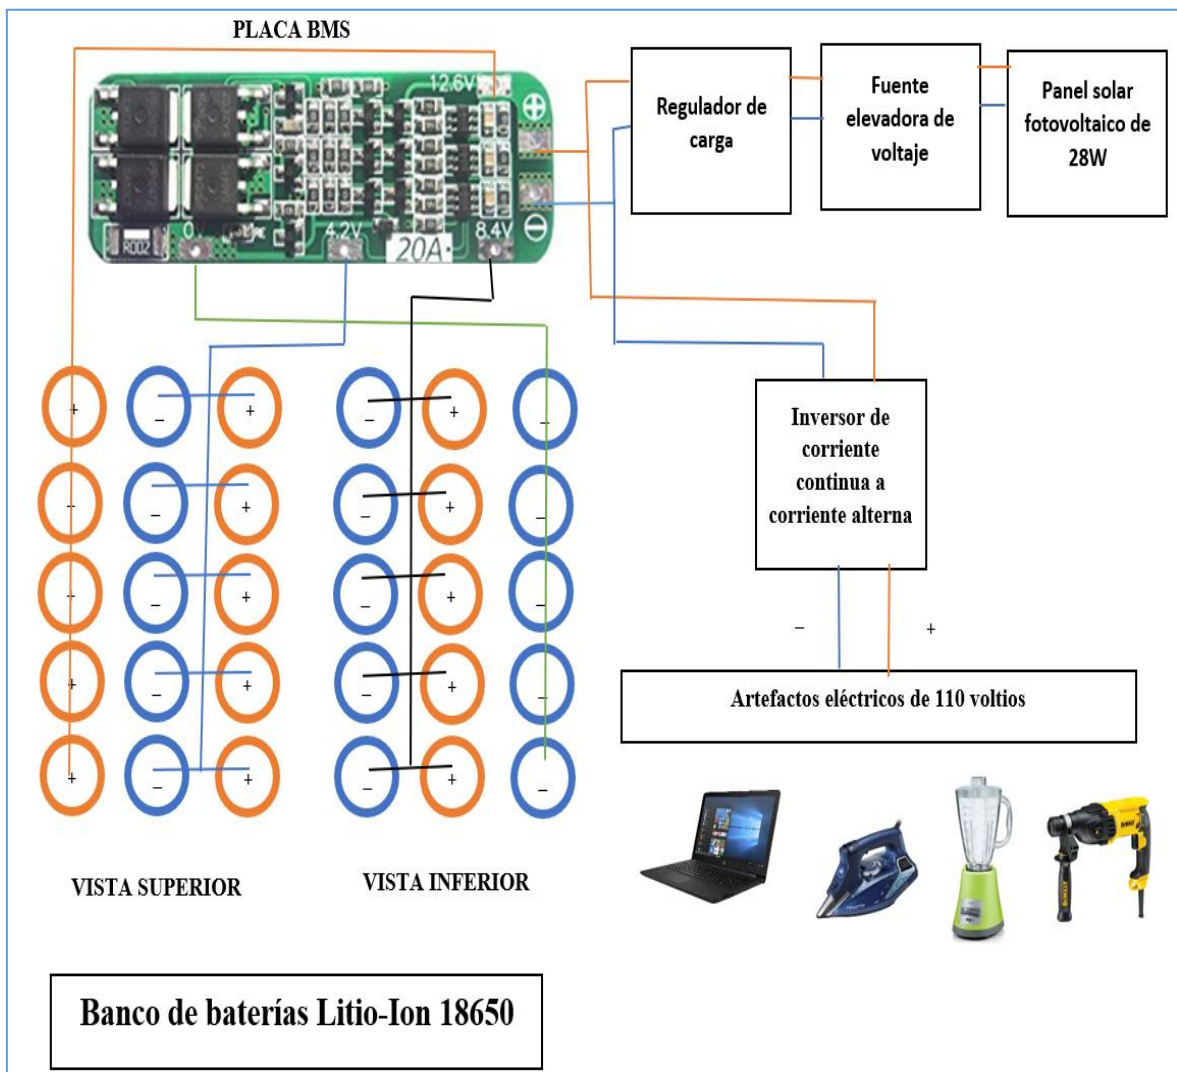 PLACA BMS
12.6V
0V
4.2V
20A
8.4V
R002
Regulador de
carga
Fuente
elevadora de
voltaje
Panel solar
fotovoltaico de
28W
Inversor de
corriente
continua a
corriente alterna
– +
Artefactos eléctricos de 110 voltios
VISTA SUPERIOR
VISTA INFERIOR
Banco de baterías Litio-Ion 18650